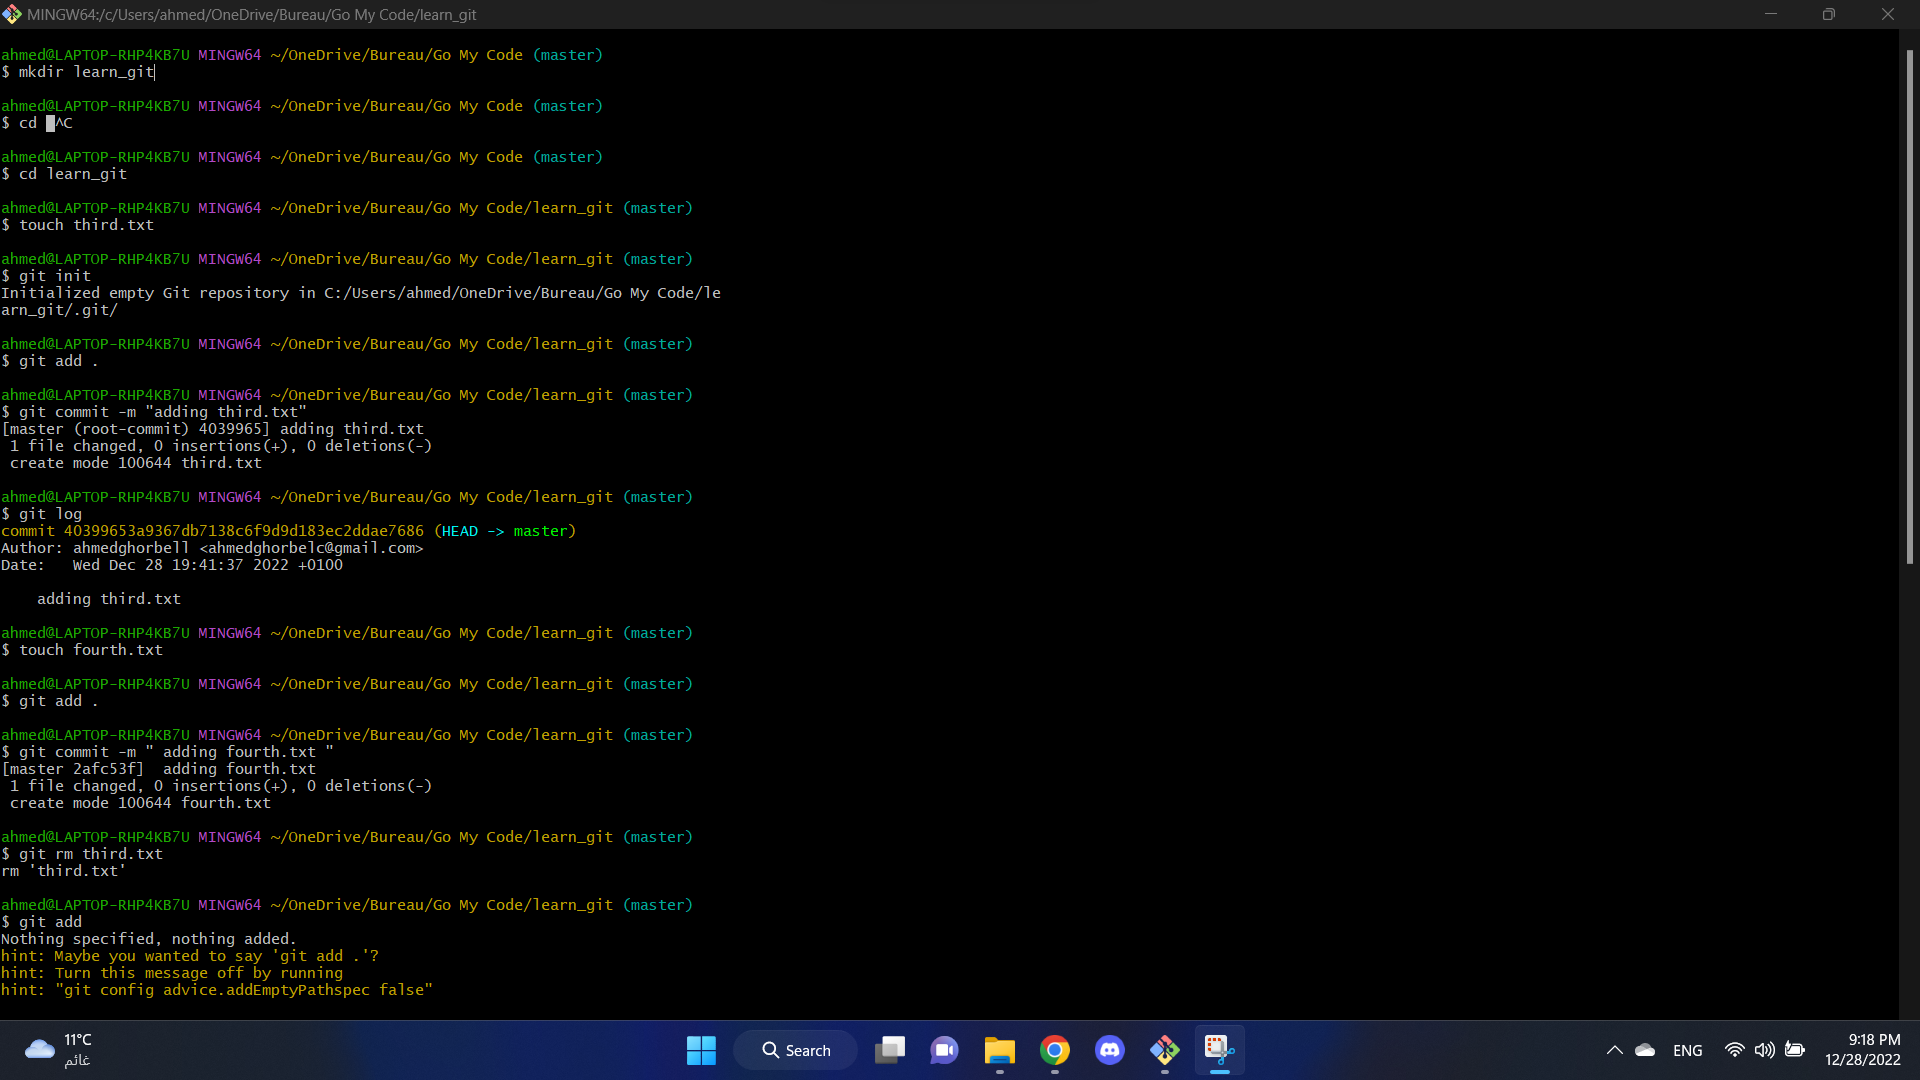 MINGW64:/c/Users/ahmed/OneDrive/Bureau/Go My Code/learn_git
ahmed@LAPTOP-RHP4KB7U MINGW64 ~/OneDrive/Bureau/Go My Code (master)
$ mkdir learn_git
ahmed@LAPTOP-RHP4KB7U MINGW64 ~/OneDrive/Bureau/Go My Code (master)
$ cd ^C
ahmed@LAPTOP-RHP4KB7U MINGW64 ~/OneDrive/Bureau/Go My Code (master)
$ cd learn_git
ahmed@LAPTOP-RHP4KB7U MINGW64 ~/OneDrive/Bureau/Go My Code/learn_git (master)
$ touch third.txt
ahmed@LAPTOP-RHP4KB7U MINGW64 ~/OneDrive/Bureau/Go My Code/learn_git (master)
$ git init
Initialized empty Git repository in C:/Users/ahmed/OneDrive/Bureau/Go My Code/le
arn_git/.git/
ahmed@LAPTOP-RHP4KB7U MINGW64 ~/OneDrive/Bureau/Go My Code/learn_git (master)
$ git add .
ahmed@LAPTOP-RHP4KB7U MINGW64 ~/OneDrive/Bureau/Go My Code/learn_git (master)
$ git commit -m "adding third.txt"
[master (root-commit) 4039965] adding third.txt
 1 file changed, 0 insertions(+), 0 deletions(-)
 create mode 100644 third.txt
ahmed@LAPTOP-RHP4KB7U MINGW64 ~/OneDrive/Bureau/Go My Code/learn_git (master)
$ git log
commit 40399653a9367db7138c6f9d9d183ec2ddae7686 (HEAD -> master)
Author: ahmedghorbell <ahmedghorbelc@gmail.com>
Date:   Wed Dec 28 19:41:37 2022 +0100
    adding third.txt
ahmed@LAPTOP-RHP4KB7U MINGW64 ~/OneDrive/Bureau/Go My Code/learn_git (master)
$ touch fourth.txt
ahmed@LAPTOP-RHP4KB7U MINGW64 ~/OneDrive/Bureau/Go My Code/learn_git (master)
$ git add .
ahmed@LAPTOP-RHP4KB7U MINGW64 ~/OneDrive/Bureau/Go My Code/learn_git (master)
$ git commit -m " adding fourth.txt "
[master 2afc53f]  adding fourth.txt
 1 file changed, 0 insertions(+), 0 deletions(-)
 create mode 100644 fourth.txt
ahmed@LAPTOP-RHP4KB7U MINGW64 ~/OneDrive/Bureau/Go My Code/learn_git (master)
$ git rm third.txt
rm 'third.txt'
ahmed@LAPTOP-RHP4KB7U MINGW64 ~/OneDrive/Bureau/Go My Code/learn_git (master)
$ git add
Nothing specified, nothing added.
hint: Maybe you wanted to say 'git add .'?
hint: Turn this message off by running
hint: "git config advice.addEmptyPathspec false"
11°C
غائم
Search
ENG
9:18 PM
12/28/2022